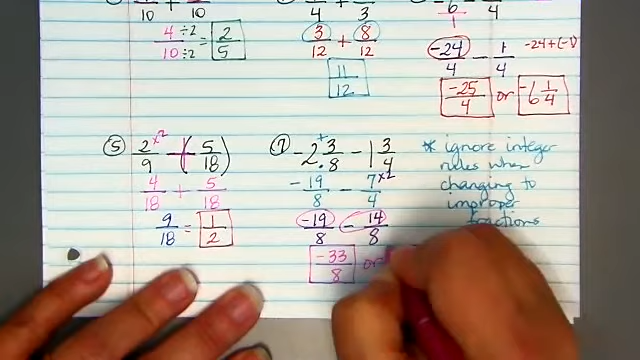 10 + 10
4 ÷2 / 10 ÷2 = 2/5
4 + 3
3/12 + 8/12
11/12
-6/1 4
-24/4 - 1/4 -24+(-1)
-25/4 or -6 1/4
⑤ 2/9 x2 - (-5/18)
4/18 + 5/18
9/18 = 1/2
⑦ -2 3/8 - 1 3/4
-19/8 - 7/4 x2
-19/8 - 14/8
-33/8 or
* ignore integer
rules when
changing to
improper
fractions